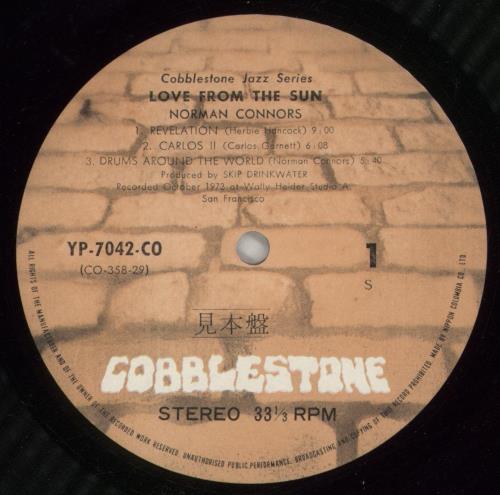 Cobblestone Jazz Series
LOVE FROM THE SUN
NORMAN CONNORS
1. REVELATION (Herbie Hancock) 9:00
2. CARLOS II (Carlos Garnett) 6:08
3. DRUMS AROUND THE WORLD (Norman Connors) 5:40
Produced by SKIP DRINKWATER
Recorded October 1973 at Wally Heider Studio A
San Francisco
YP-7042-CO
(CO-358-29)
1
S
見本盤
COBBLESTONE
STEREO 33⅓ RPM
ALL RIGHTS OF THE MANUFACTURER AND OF THE OWNER OF THE RECORDED WORK RESERVED. UNAUTHORISED PUBLIC PERFORMANCE, BROADCASTING AND COPYING OF THIS RECORD PROHIBITED. MADE BY NIPPON COLUMBIA CO. LTD.